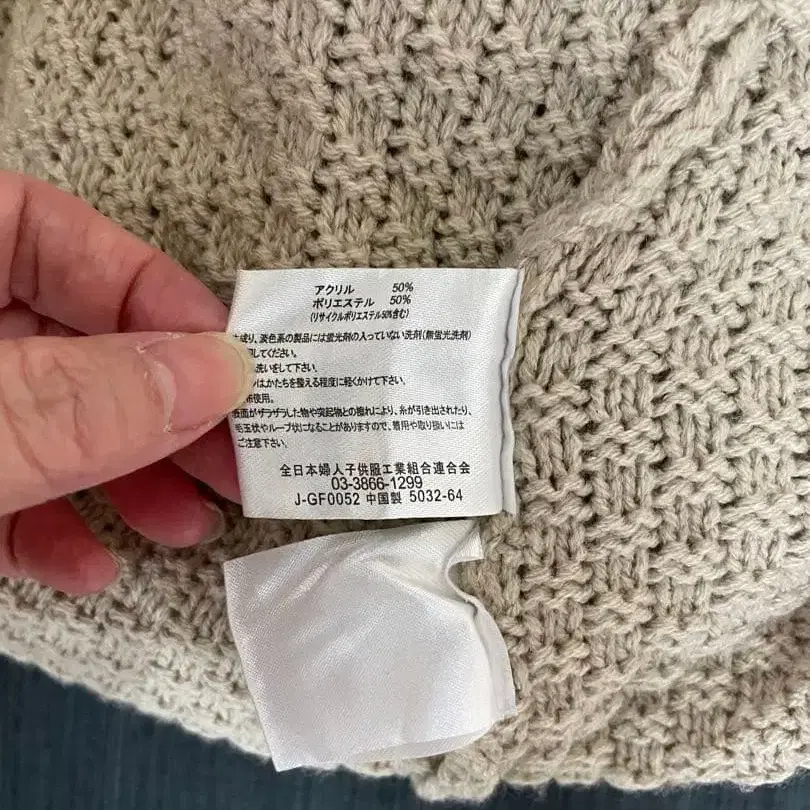 アクリル 50%
ポリエステル 50%
(リサイクルポリエステル50%含む)
成り、淡色系の製品には蛍光剤の入っていない洗剤(無蛍光洗剤)
してください。
洗いをして下さい。
はかたちを整える程度に軽くかけて下さい。
布使用。
表面がザラザラした物や突起物との擦れにより、糸が引き出されたり、
毛玉状やループ状になることがありますので、着用や取り扱いには
ご注意下さい。
全日本婦人子供服工業組合連合会
03-3866-1299
J-GF0052 中国製 5032-64